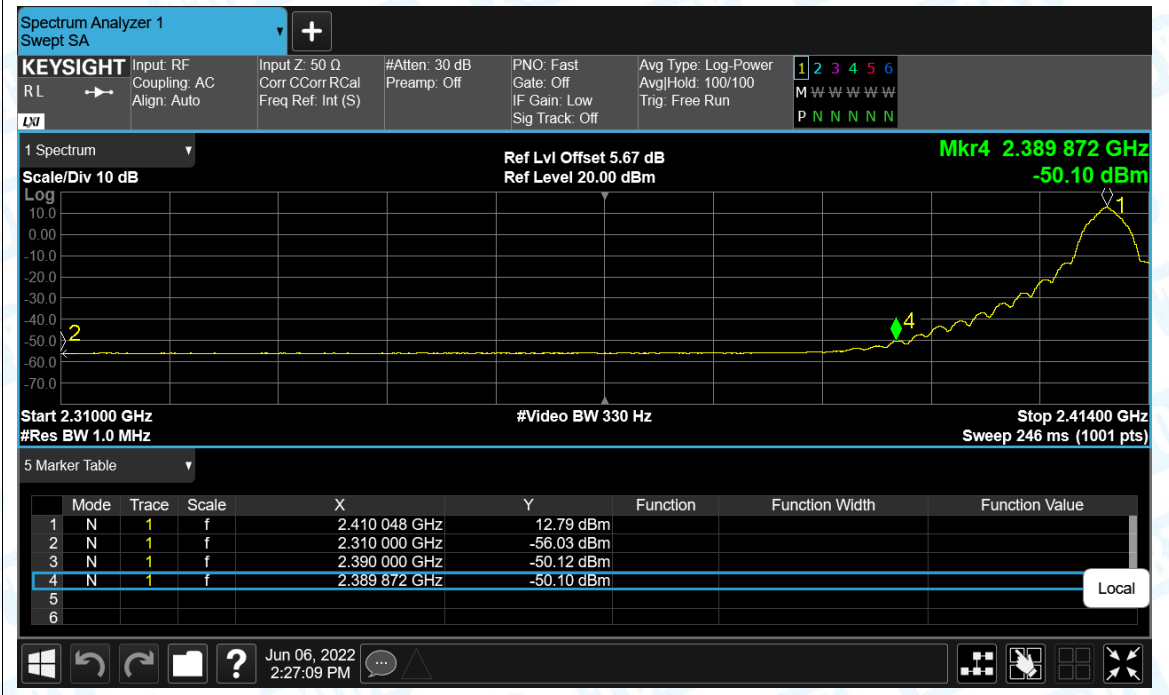 Spectrum Analyzer 1
Swept SA
+
KEYSIGHT Input: RF Input Z: 50 Ω #Atten: 30 dB PNO: Fast Avg Type: Log-Power 1 2 3 4 5 6
R L Coupling: AC Corr CCorr RCal Preamp: Off Gate: Off Avg|Hold: 100/100 M W W W W W
Align: Auto Freq Ref: Int (S) IF Gain: Low Trig: Free Run
LXI Sig Track: Off P N N N N N
1 Spectrum
Ref Lvl Offset 5.67 dB Mkr4 2.389 872 GHz
Scale/Div 10 dB Ref Level 20.00 dBm -50.10 dBm
Log
1
10.0
0.00
-10.0
-20.0
-30.0
-40.0
4
2
-50.0
-60.0
-70.0
Start 2.31000 GHz #Video BW 330 Hz Stop 2.41400 GHz
#Res BW 1.0 MHz Sweep 246 ms (1001 pts)
5 Marker Table
Mode Trace Scale X Y Function Function Width Function Value
1 N 1 f 2.410 048 GHz 12.79 dBm
2 N 1 f 2.310 000 GHz -56.03 dBm
3 N 1 f 2.390 000 GHz -50.12 dBm
4 N 1 f 2.389 872 GHz -50.10 dBm
Local
5
6
? Jun 06, 2022
2:27:09 PM